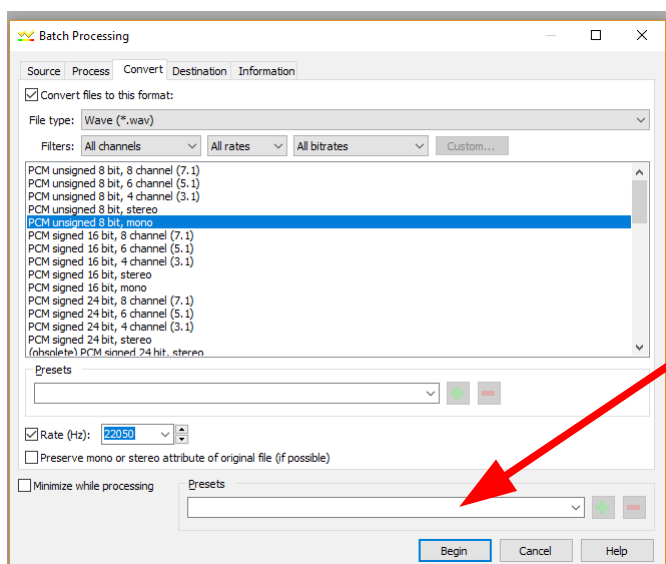 Batch Processing
Source Process Convert Destination Information
Convert files to this format:
File type: Wave (*.wav)
Filters: All channels All rates All bitrates Custom...
PCM unsigned 8 bit, 8 channel (7.1)
PCM unsigned 8 bit, 6 channel (5.1)
PCM unsigned 8 bit, 4 channel (3.1)
PCM unsigned 8 bit, stereo
PCM unsigned 8 bit, mono
PCM signed 16 bit, 8 channel (7.1)
PCM signed 16 bit, 6 channel (5.1)
PCM signed 16 bit, 4 channel (3.1)
PCM signed 16 bit, stereo
PCM signed 16 bit, mono
PCM signed 24 bit, 8 channel (7.1)
PCM signed 24 bit, 6 channel (5.1)
PCM signed 24 bit, 4 channel (3.1)
PCM signed 24 bit, stereo
(obsolete) PCM signed 24 bit, stereo
Presets
Rate (Hz): 22050
Preserve mono or stereo attribute of original file (if possible)
Minimize while processing Presets
Begin Cancel Help